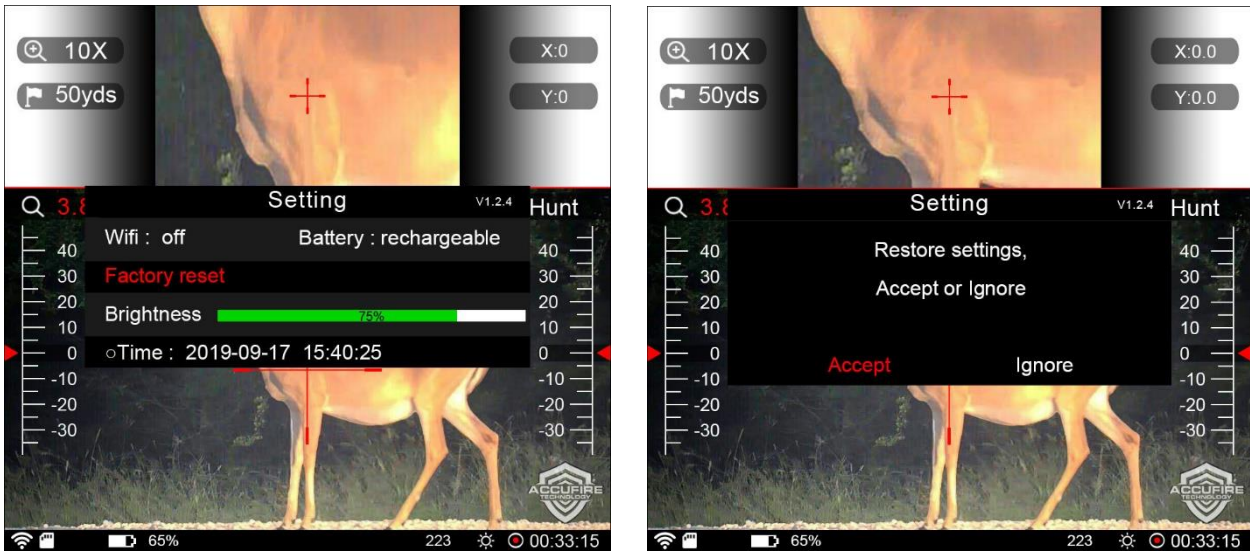 10X
X:0
50yds
Y:0
3.8
Setting
V1.2.4
Hunt
Wifi : off
Battery : rechargeable
Factory reset
Brightness
75%
○Time : 2019-09-17 15:40:25
40
30
20
10
0
-10
-20
-30
40
30
20
10
0
-10
-20
-30
ACCUFIRE
TECHNOLOGY
65%
223
00:33:15
10X
X:0.0
50yds
Y:0.0
3.8
Setting
V1.2.4
Hunt
Restore settings,
Accept or Ignore
Accept
Ignore
40
30
20
10
0
-10
-20
-30
40
30
20
10
0
-10
-20
-30
ACCUFIRE
TECHNOLOGY
65%
223
00:33:15